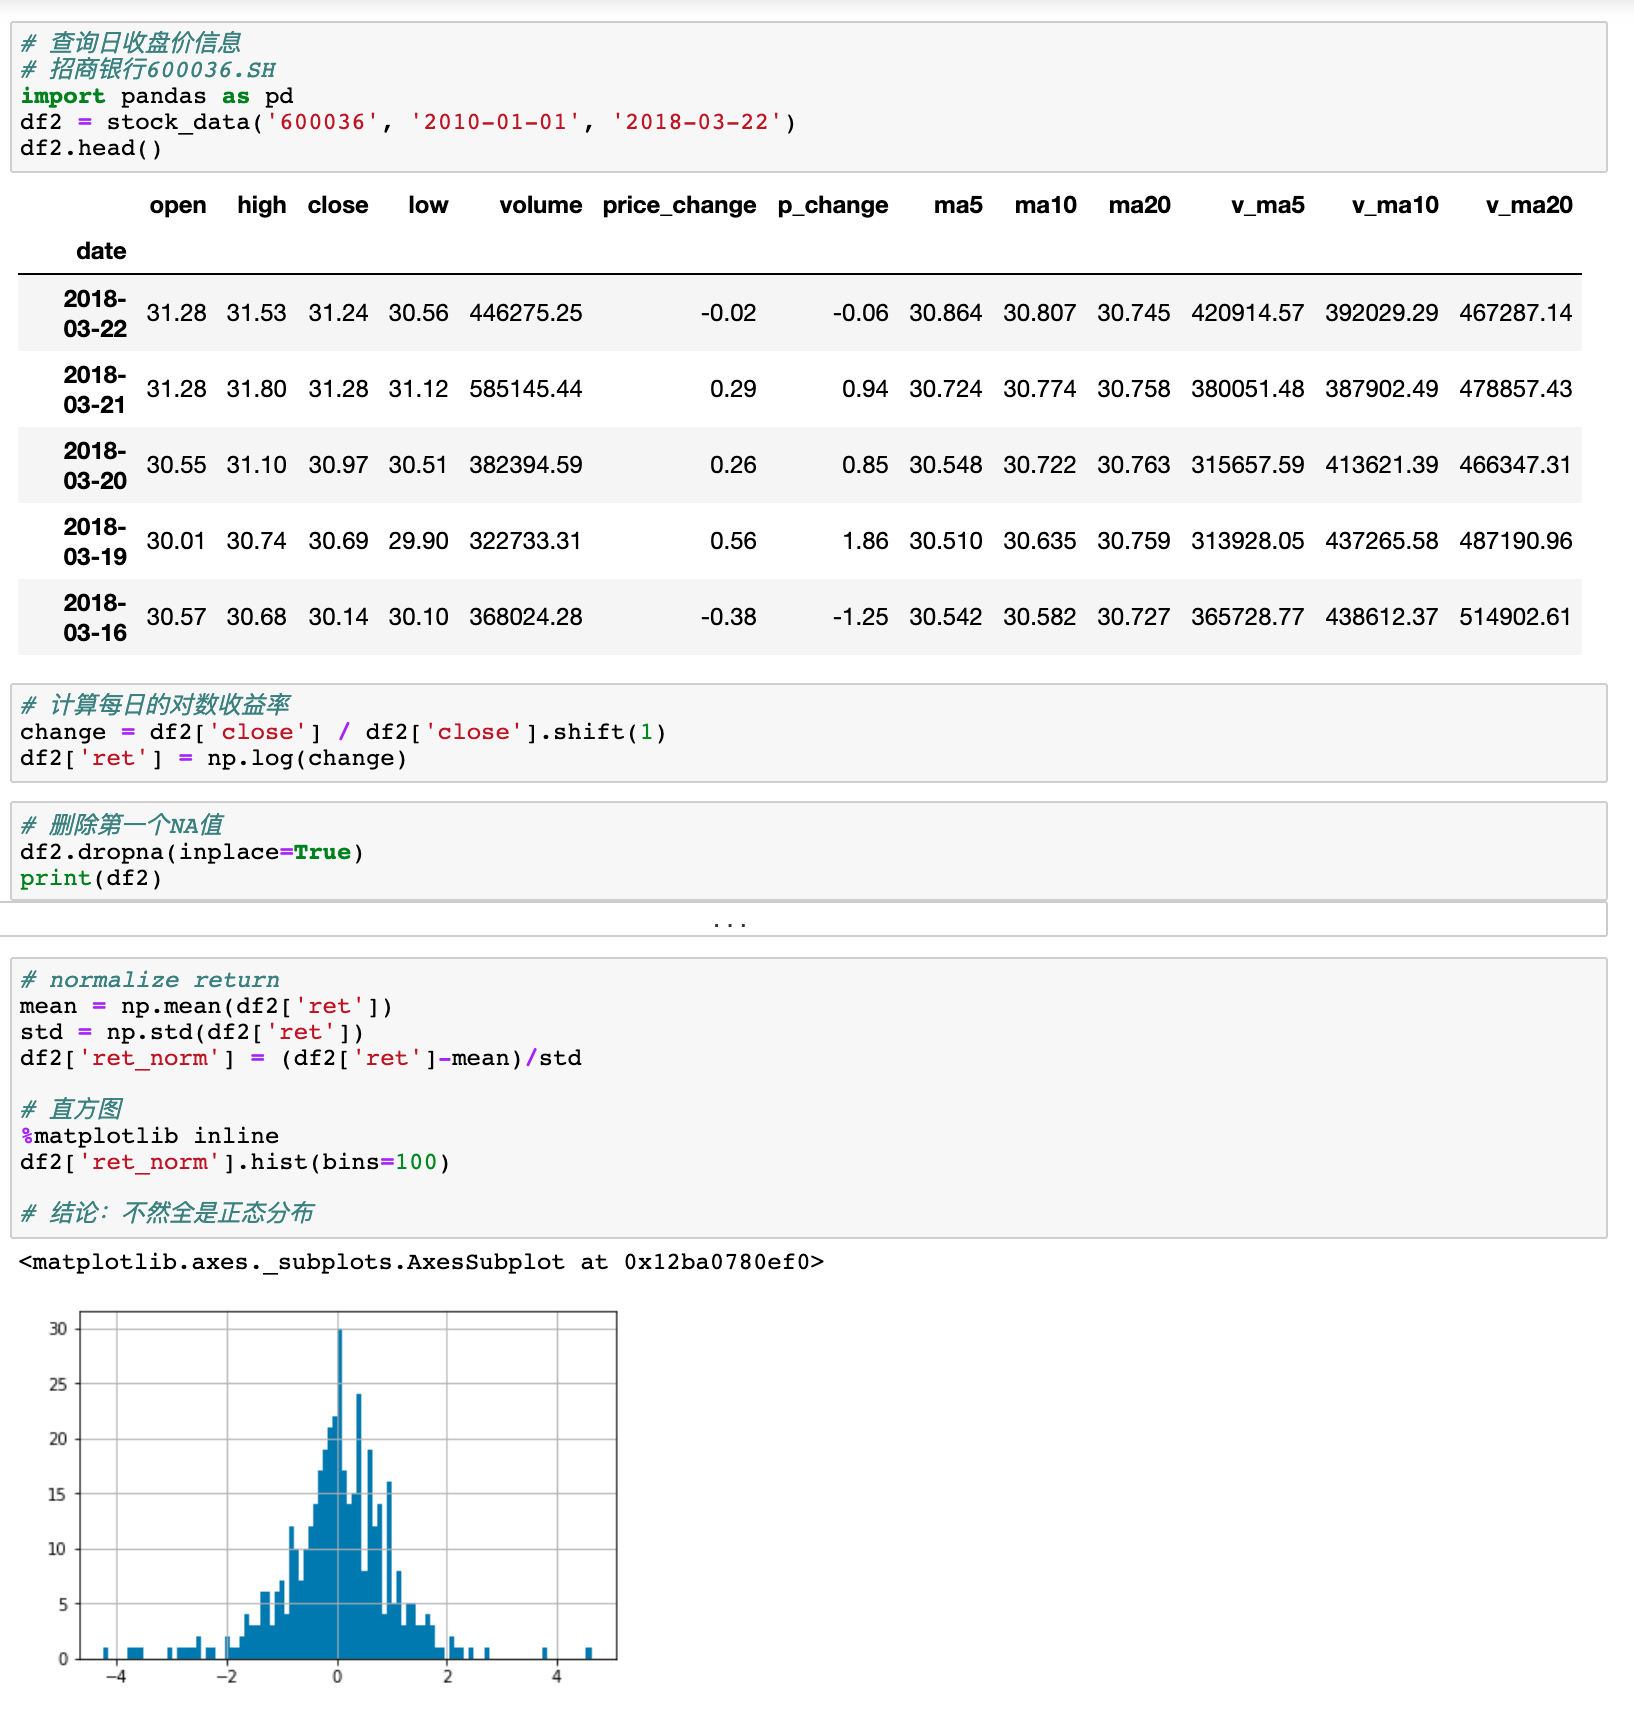 # 查询日收盘价信息
# 招商银行600036.SH
import pandas as pd
df2 = stock_data('600036', '2010-01-01', '2018-03-22')
df2.head()
open high close low volume price_change p_change ma5 ma10 ma20 v_ma5 v_ma10 v_ma20
date
2018-03-22 31.28 31.53 31.24 30.56 446275.25 -0.02 -0.06 30.864 30.807 30.745 420914.57 392029.29 467287.14
2018-03-21 31.28 31.80 31.28 31.12 585145.44 0.29 0.94 30.724 30.774 30.758 380051.48 387902.49 478857.43
2018-03-20 30.55 31.10 30.97 30.51 382394.59 0.26 0.85 30.548 30.722 30.763 315657.59 413621.39 466347.31
2018-03-19 30.01 30.74 30.69 29.90 322733.31 0.56 1.86 30.510 30.635 30.759 313928.05 437265.58 487190.96
2018-03-16 30.57 30.68 30.14 30.10 368024.28 -0.38 -1.25 30.542 30.582 30.727 365728.77 438612.37 514902.61
# 计算每日的对数收益率
change = df2['close'] / df2['close'].shift(1)
df2['ret'] = np.log(change)
# 删除第一个NA值
df2.dropna(inplace=True)
print(df2)
...
# normalize return
mean = np.mean(df2['ret'])
std = np.std(df2['ret'])
df2['ret_norm'] = (df2['ret']-mean)/std
# 直方图
%matplotlib inline
df2['ret_norm'].hist(bins=100)
# 结论：不然全是正态分布
<matplotlib.axes._subplots.AxesSubplot at 0x12ba0780ef0>
30
25
20
15
10
5
0
−4 −2 0 2 4